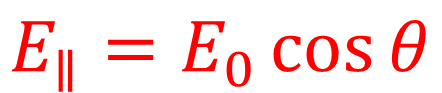 E∥ = E₀ cos θ